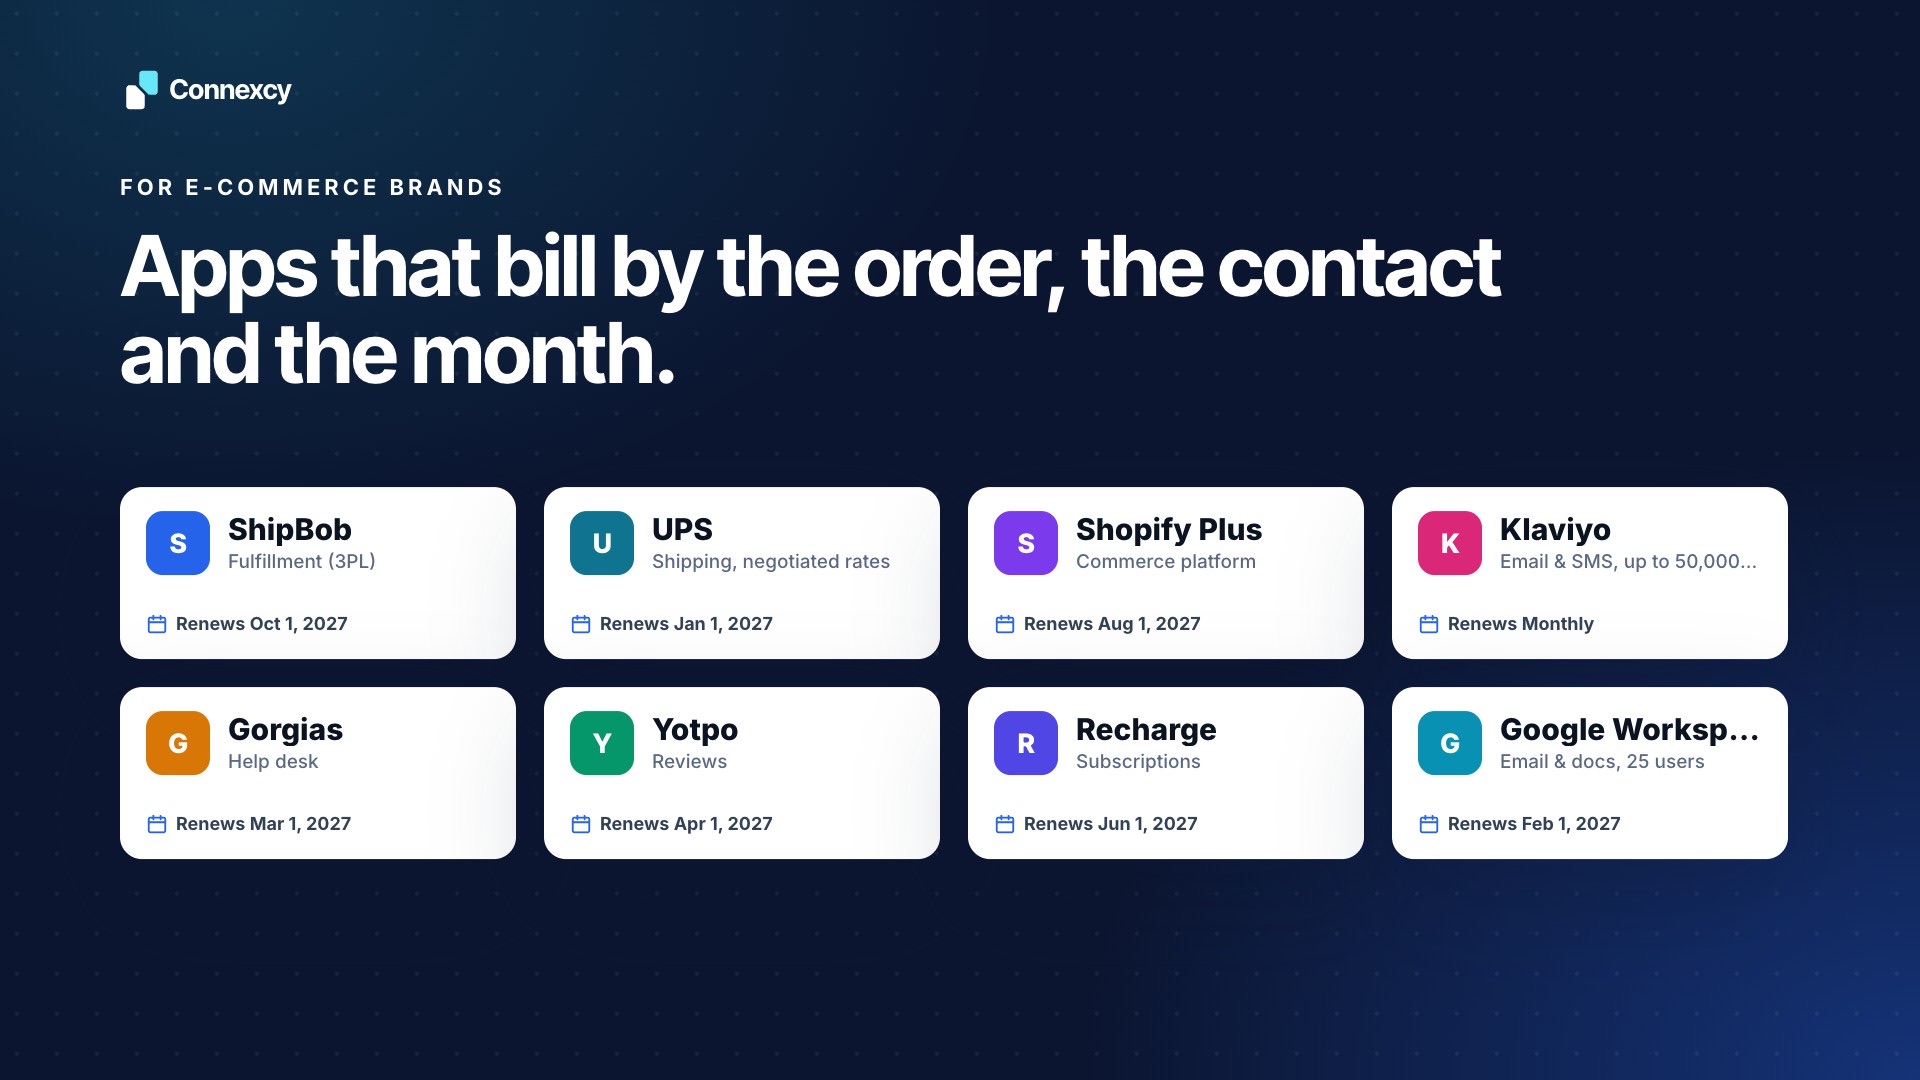 Connexcy
FOR E-COMMERCE BRANDS
Apps that bill by the order, the contact
and the month.
S
ShipBob
Fulfillment (3PL)
Renews Oct 1, 2027
U
UPS
Shipping, negotiated rates
Renews Jan 1, 2027
S
Shopify Plus
Commerce platform
Renews Aug 1, 2027
K
Klaviyo
Email & SMS, up to 50,000...
Renews Monthly
G
Gorgias
Help desk
Renews Mar 1, 2027
Y
Yotpo
Reviews
Renews Apr 1, 2027
R
Recharge
Subscriptions
Renews Jun 1, 2027
G
Google Worksp...
Email & docs, 25 users
Renews Feb 1, 2027